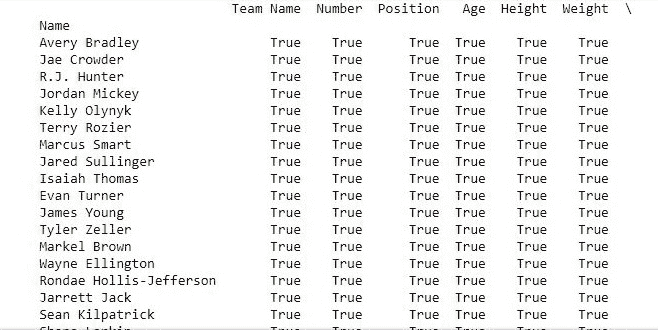 Team Name Number Position Age Height Weight \
Name
Avery Bradley True True True True True True
Jae Crowder True True True True True True
R.J. Hunter True True True True True True
Jordan Mickey True True True True True True
Kelly Olynyk True True True True True True
Terry Rozier True True True True True True
Marcus Smart True True True True True True
Jared Sullinger True True True True True True
Isaiah Thomas True True True True True True
Evan Turner True True True True True True
James Young True True True True True True
Tyler Zeller True True True True True True
Markel Brown True True True True True True
Wayne Ellington True True True True True True
Rondae Hollis-Jefferson True True True True True True
Jarrett Jack True True True True True True
Sean Kilpatrick True True True True True True